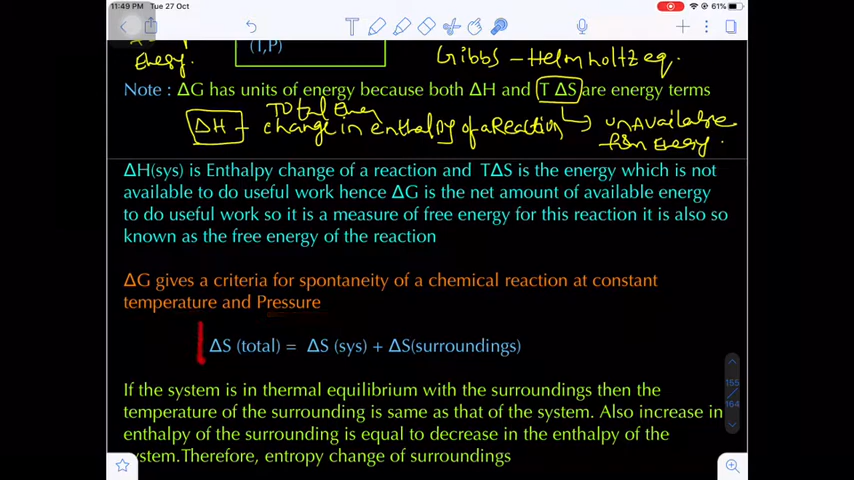 11:49 PM Tue 27 Oct
61%
Energy.
(T,P)
Gibbs - Helmholtz eq.
Note : ΔG has units of energy because both ΔH and T ΔS are energy terms
Total Ener
ΔH - change in enthalpy of a Reaction
unAvailable
from Energy.
ΔH(sys) is Enthalpy change of a reaction and TΔS is the energy which is not
available to do useful work hence ΔG is the net amount of available energy
to do useful work so it is a measure of free energy for this reaction it is also so
known as the free energy of the reaction
ΔG gives a criteria for spontaneity of a chemical reaction at constant
temperature and Pressure
ΔS (total) = ΔS (sys) + ΔS(surroundings)
If the system is in thermal equilibrium with the surroundings then the
temperature of the surrounding is same as that of the system. Also increase in
enthalpy of the surrounding is equal to decrease in the enthalpy of the
system.Therefore, entropy change of surroundings
155
164